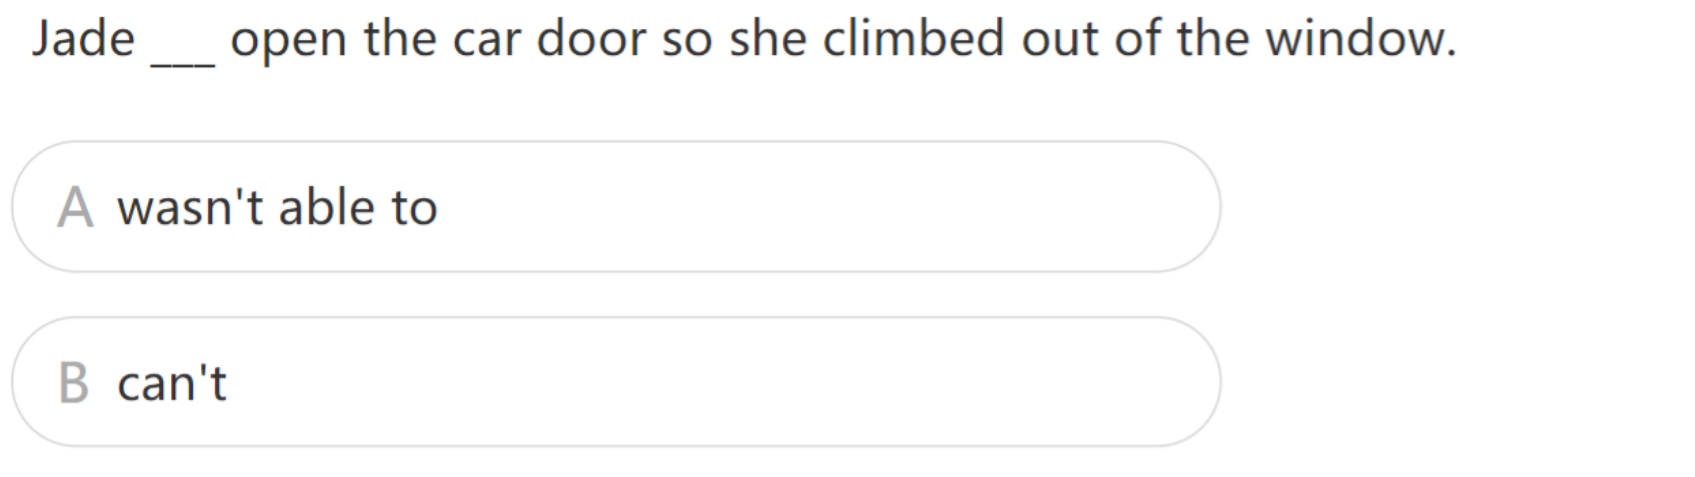 Jade ___ open the car door so she climbed out of the window.
A wasn't able to
B can't